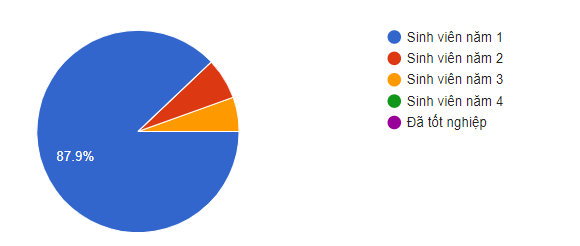 87.9%
Sinh viên năm 1
Sinh viên năm 2
Sinh viên năm 3
Sinh viên năm 4
Đã tốt nghiệp